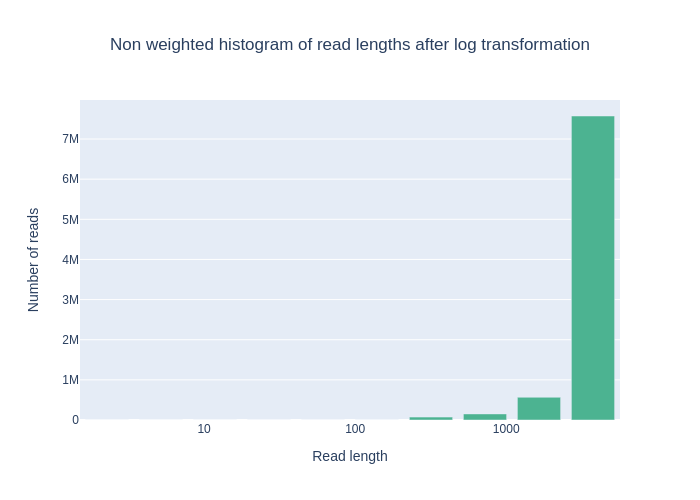 Non weighted histogram of read lengths after log transformation
Number of reads
7M
6M
5M
4M
3M
2M
1M
0
10
100
1000
Read length